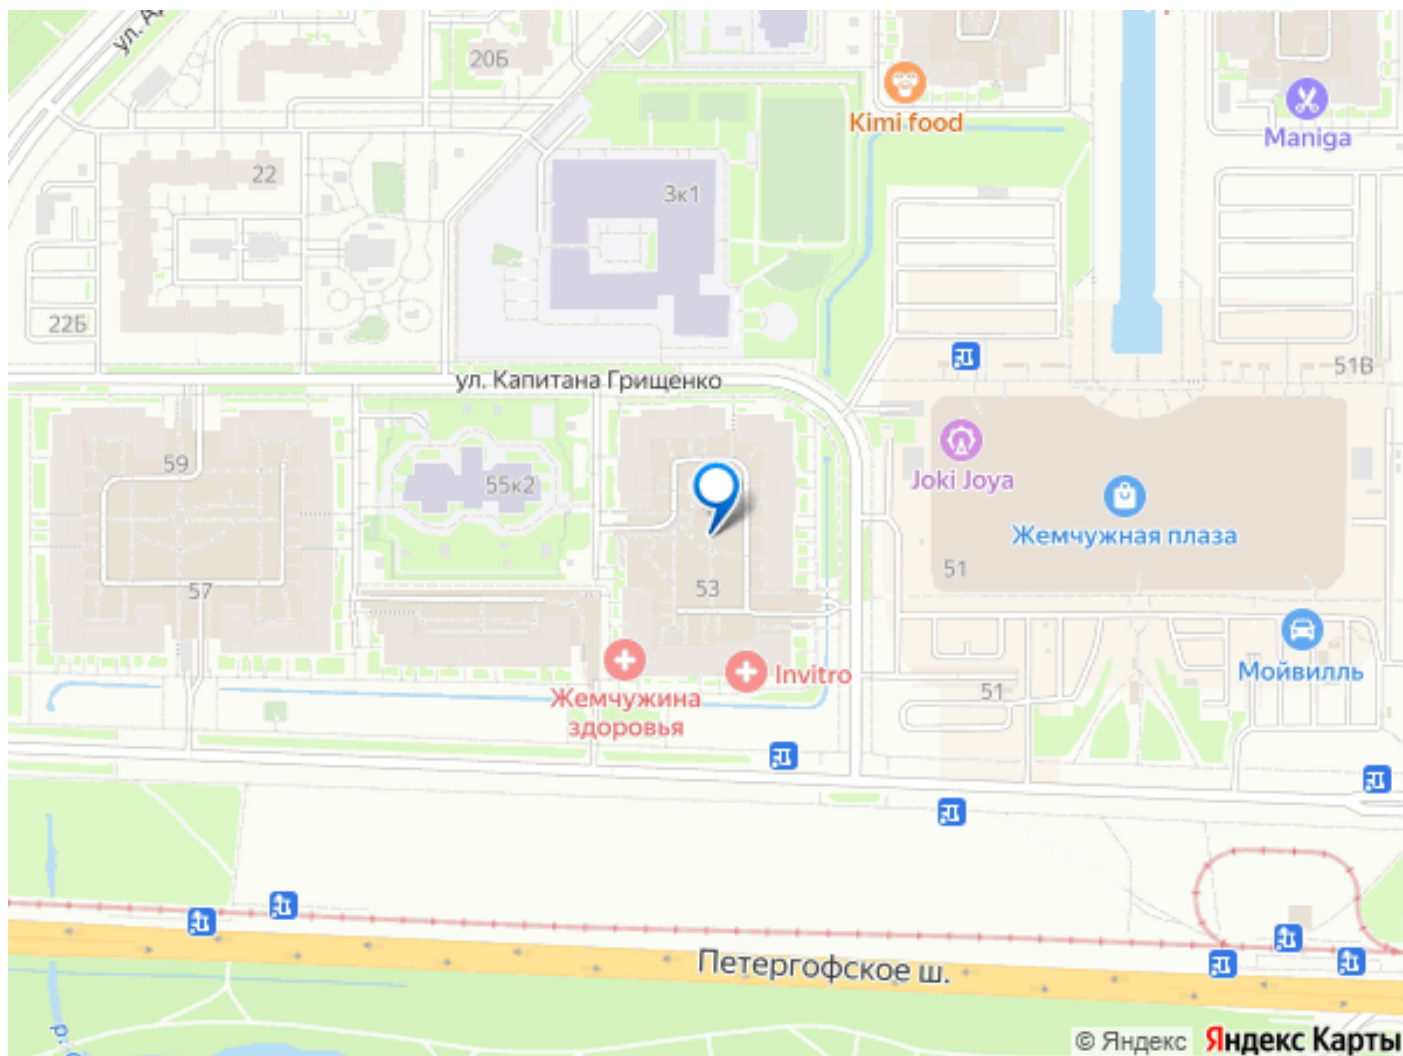 20Б
Kimi food
Maniga
22
3к1
22Б
51В
ул. Капитана Грищенко
59
55к2
Joki Joya
Жемчужная плаза
51
57
53
Мойвилль
Invitro
Жемчужина
здоровья
51
Петергофское ш.
р.
© Яндекс Яндекс Карты